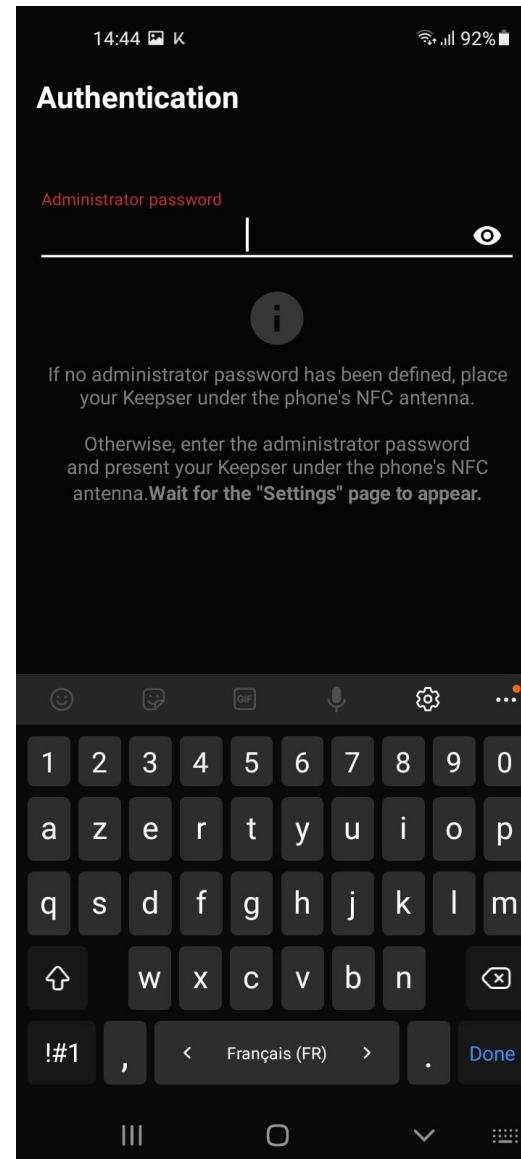 14:44 K 92%
Authentication
Administrator password
If no administrator password has been defined, place
your Keepser under the phone's NFC antenna.
Otherwise, enter the administrator password
and present your Keepser under the phone's NFC
antenna.Wait for the "Settings" page to appear.
GIF
1 2 3 4 5 6 7 8 9 0
a z e r t y u i o p
q s d f g h j k l m
w x c v b n
!#1 , < Français (FR) > . Done